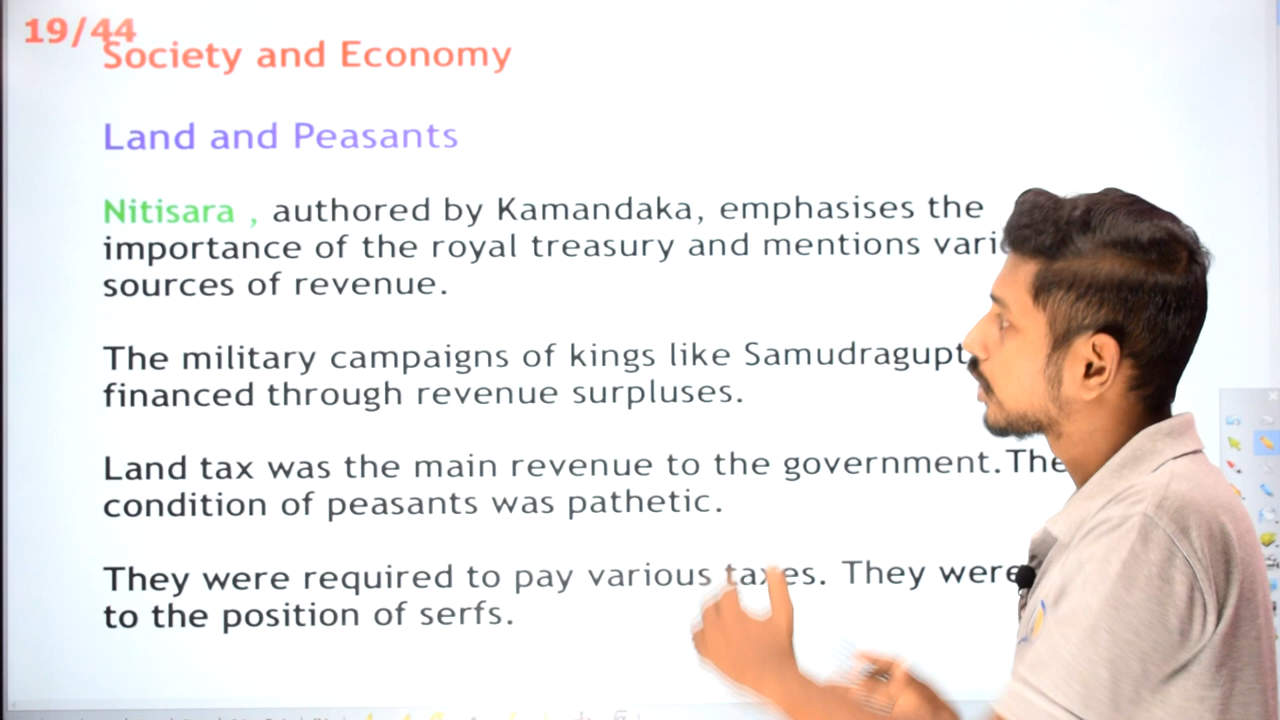 19/44
Society and Economy
Land and Peasants
Nitisara , authored by Kamandaka, emphasises the
importance of the royal treasury and mentions vari
sources of revenue.
The military campaigns of kings like Samudragupt
financed through revenue surpluses.
Land tax was the main revenue to the government.The
condition of peasants was pathetic.
They were required to pay various taxes. They were
to the position of serfs.